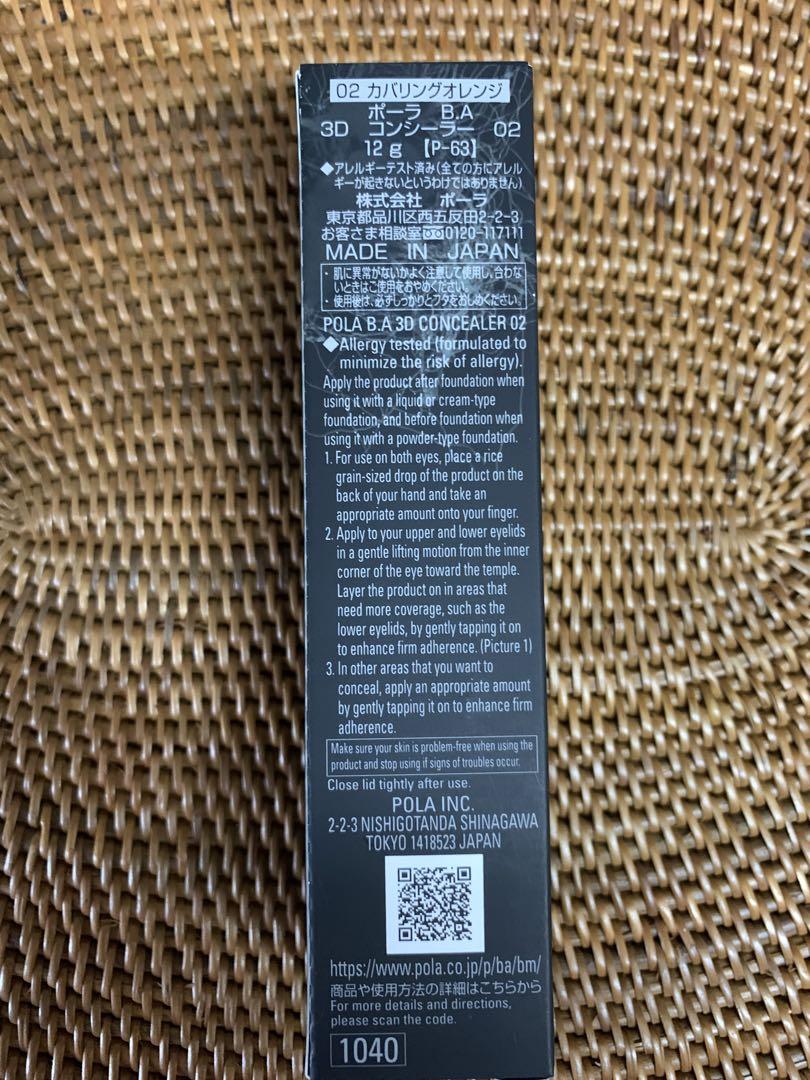 02 カバリングオレンジ
ポーラ B.A
3D コンシーラー 02
12g 【P-63】
◆アレルギーテスト済み(全ての方にアレル
ギーが起きないというわけではありません)
株式会社 ポーラ
東京都品川区西五反田2-2-3
お客さま相談室 0120-117111
MADE IN JAPAN
・肌に異常がないかよく注意して使用し、合わな
いときはご使用をおやめください。
・使用後は、必ずしっかりとフタをおしめください。
POLA B.A 3D CONCEALER 02
◆Allergy tested (formulated to
minimize the risk of allergy).
Apply the product after foundation when
using it with a liquid or cream-type
foundation, and before foundation when
using it with a powder-type foundation.
1. For use on both eyes, place a rice
grain-sized drop of the product on the
back of your hand and take an
appropriate amount onto your finger.
2. Apply to your upper and lower eyelids
in a gentle lifting motion from the inner
corner of the eye toward the temple.
Layer the product on in areas that
need more coverage, such as the
lower eyelids, by gently tapping it on
to enhance firm adherence. (Picture 1)
3. In other areas that you want to
conceal, apply an appropriate amount
by gently tapping it on to enhance firm
adherence.
Make sure your skin is problem-free when using the
product and stop using if signs of troubles occur.
Close lid tightly after use.
POLA INC.
2-2-3 NISHIGOTANDA SHINAGAWA
TOKYO 1418523 JAPAN
https://www.pola.co.jp/p/ba/bm/
商品や使用方法の詳細はこちらから
For more details and directions,
please scan the code.
1040